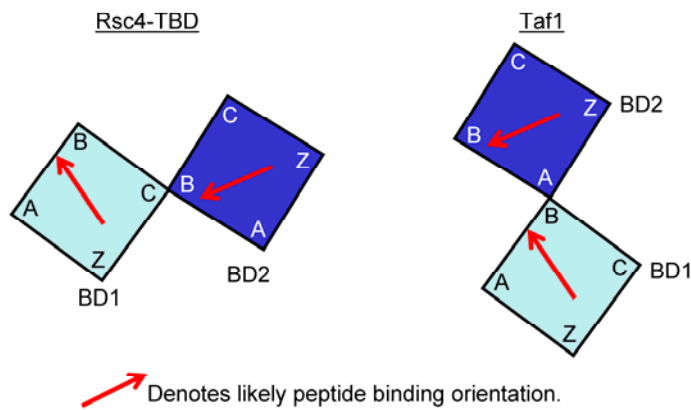 Rsc4-TBD
Taf1
C
Z
B
BD2
A
B
C
B
A
Z
C
Z
B
A
BD2
B
A
C
Z
BD1
BD1
Denotes likely peptide binding orientation.